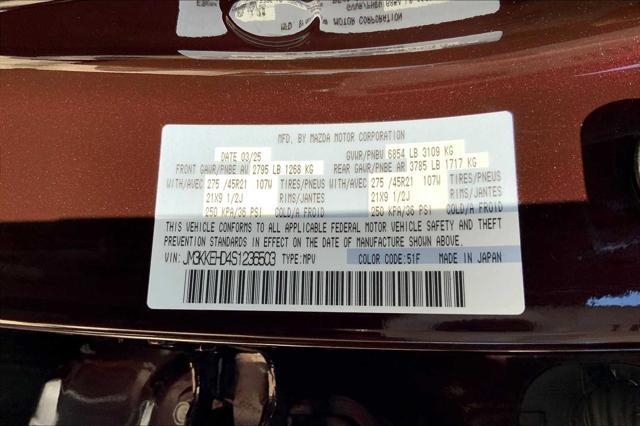 MFD. BY MAZDA MOTOR CORPORATION
DATE 03/25 GVWR/PNBV 6854 LB 3109 KG
FRONT GAWR/PNBE AV 2795 LB 1268 KG REAR GAWR/PNBE AR 3785 LB 1717 KG
WITH/AVEC 275 /45R21 107W TIRES/PNEUS WITH/AVEC 275 /45R21 107W TIRES/PNEUS
21X9 1/2J RIMS/JANTES 21X9 1/2J RIMS/JANTES
250 KPA/36 PSI COLD/A FROID 250 KPA/36 PSI COLD/A FROID
THIS VEHICLE CONFORMS TO ALL APPLICABLE FEDERAL MOTOR VEHICLE SAFETY AND THEFT
PREVENTION STANDARDS IN EFFECT ON THE DATE OF MANUFACTURE SHOWN ABOVE.
VIN: JM3KKEHD4S1236503 TYPE:MPV COLOR CODE:51F MADE IN JAPAN